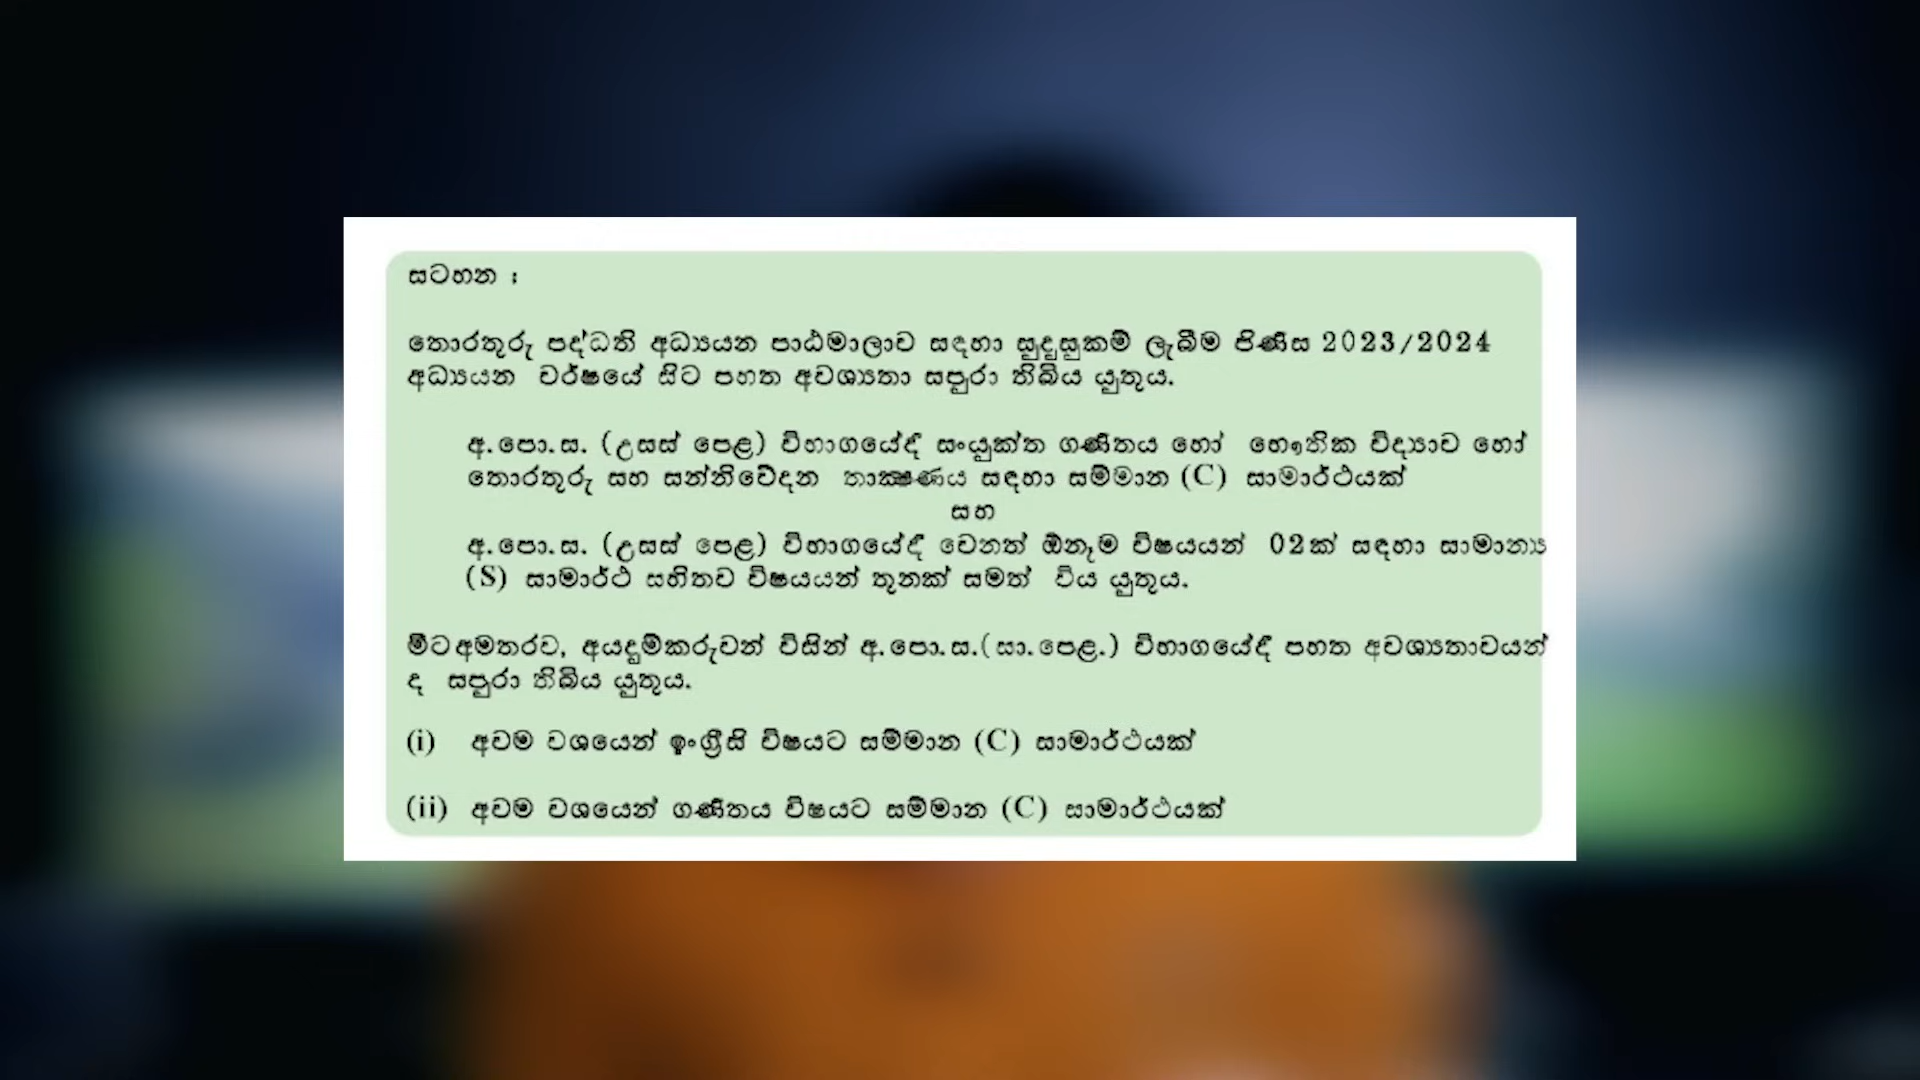 සටහන :
තොරතුරු පද්ධති අධ්‍යයන පාඨමාලාව සඳහා සුදුසුකම් ලැබීම පිණිස 2023/2024
අධ්‍යයන වර්ෂයේ සිට පහත අවශ්‍යතා සපුරා තිබිය යුතුය.
අ.පො.ස. (උසස් පෙළ) විභාගයේදී සංයුක්ත ගණිතය හෝ භෞතික විද්‍යාව හෝ
තොරතුරු සහ සන්නිවේදන තාක්ෂණය සඳහා සම්මාන (C) සාමාර්ථයක්
සහ
අ.පො.ස. (උසස් පෙළ) විභාගයේදී වෙනත් ඕනෑම විෂයයන් 02ක් සඳහා සාමාන්‍ය
(S) සාමාර්ථ සහිතව විෂයයන් තුනක් සමත් විය යුතුය.
මීටඅමතරව, අයදුම්කරුවන් විසින් අ.පො.ස.(සා.පෙළ.) විභාගයේදී පහත අවශ්‍යතාවයන්
ද සපුරා තිබිය යුතුය.
(i) අවම වශයෙන් ඉංග්‍රීසි විෂයට සම්මාන (C) සාමාර්ථයක්
(ii) අවම වශයෙන් ගණිතය විෂයට සම්මාන (C) සාමාර්ථයක්